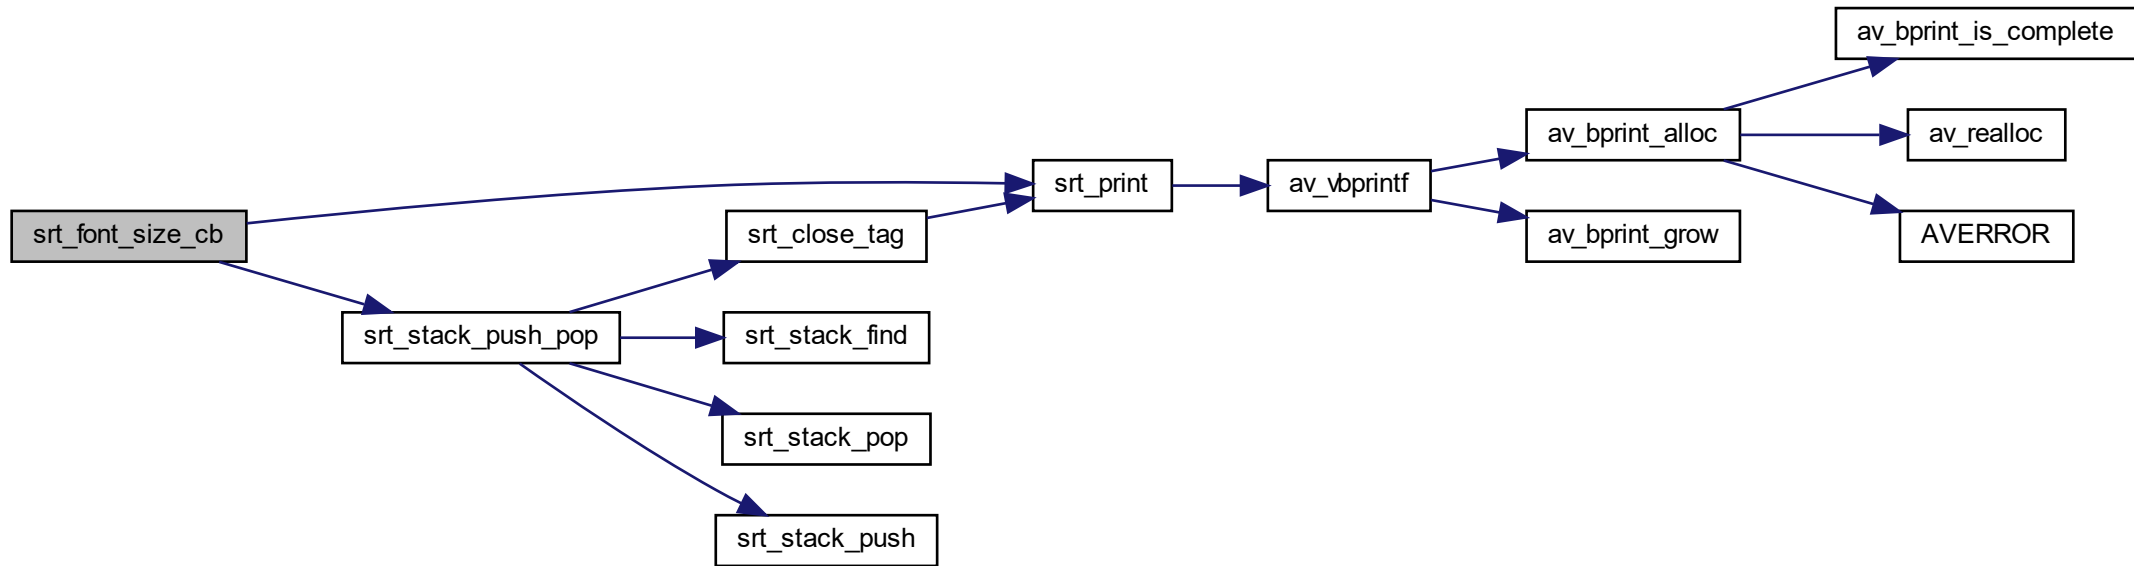 srt_font_size_cb
srt_stack_push_pop
srt_close_tag
srt_stack_find
srt_stack_pop
srt_stack_push
srt_print
av_vbprintf
av_bprint_alloc
av_bprint_grow
av_bprint_is_complete
av_realloc
AVERROR